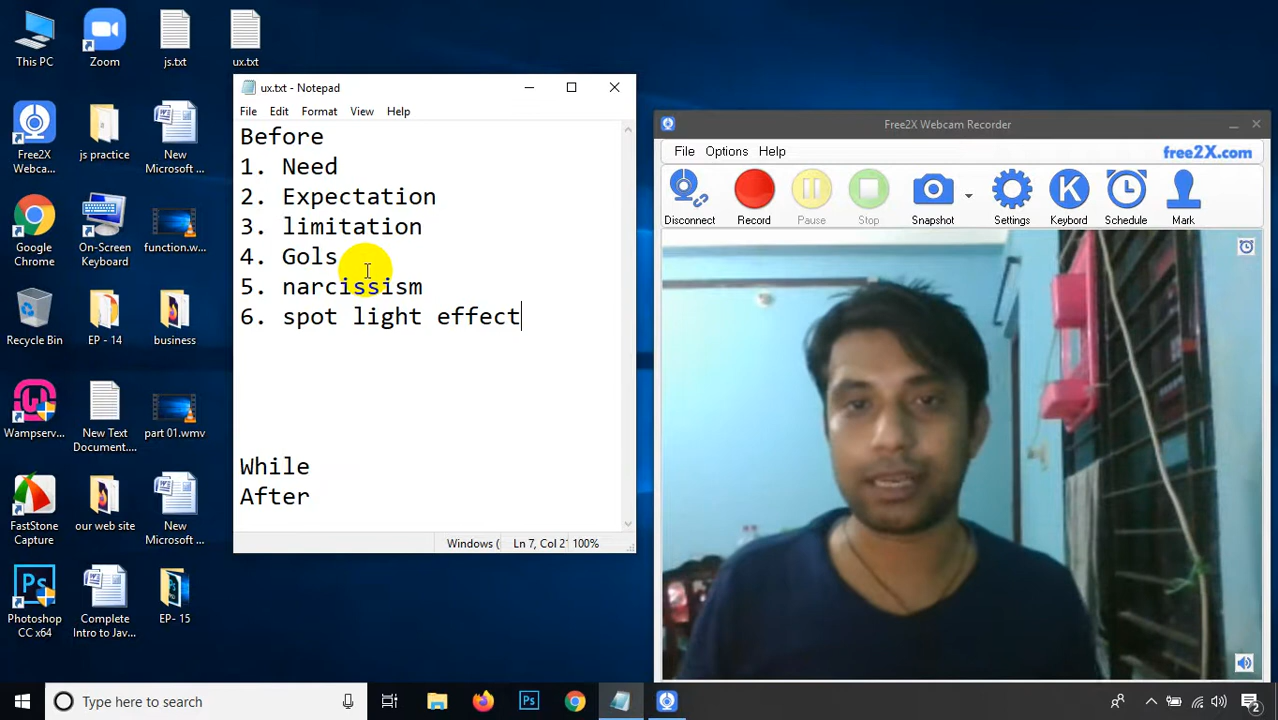 This PC
Zoom
js.txt
ux.txt
Free2X
Webca...
js practice
New
Microsoft ...
Google
Chrome
On-Screen
Keyboard
function.w...
Recycle Bin
EP - 14
business
Wampserv...
New Text
Document....
part 01.wmv
FastStone
Capture
our web site
New
Microsoft ...
Photoshop
CC x64
Complete
Intro to Jav...
EP- 15
ux.txt - Notepad
File Edit Format View Help
Before
1. Need
2. Expectation
3. limitation
4. Gols
5. narcissism
6. spot light effect
While
After
Windows ( Ln 7, Col 2 100%
Free2X Webcam Recorder
File Options Help
free2X.com
Disconnect Record Pause Stop Snapshot Settings Keybord Schedule Mark
Type here to search
Ps
2